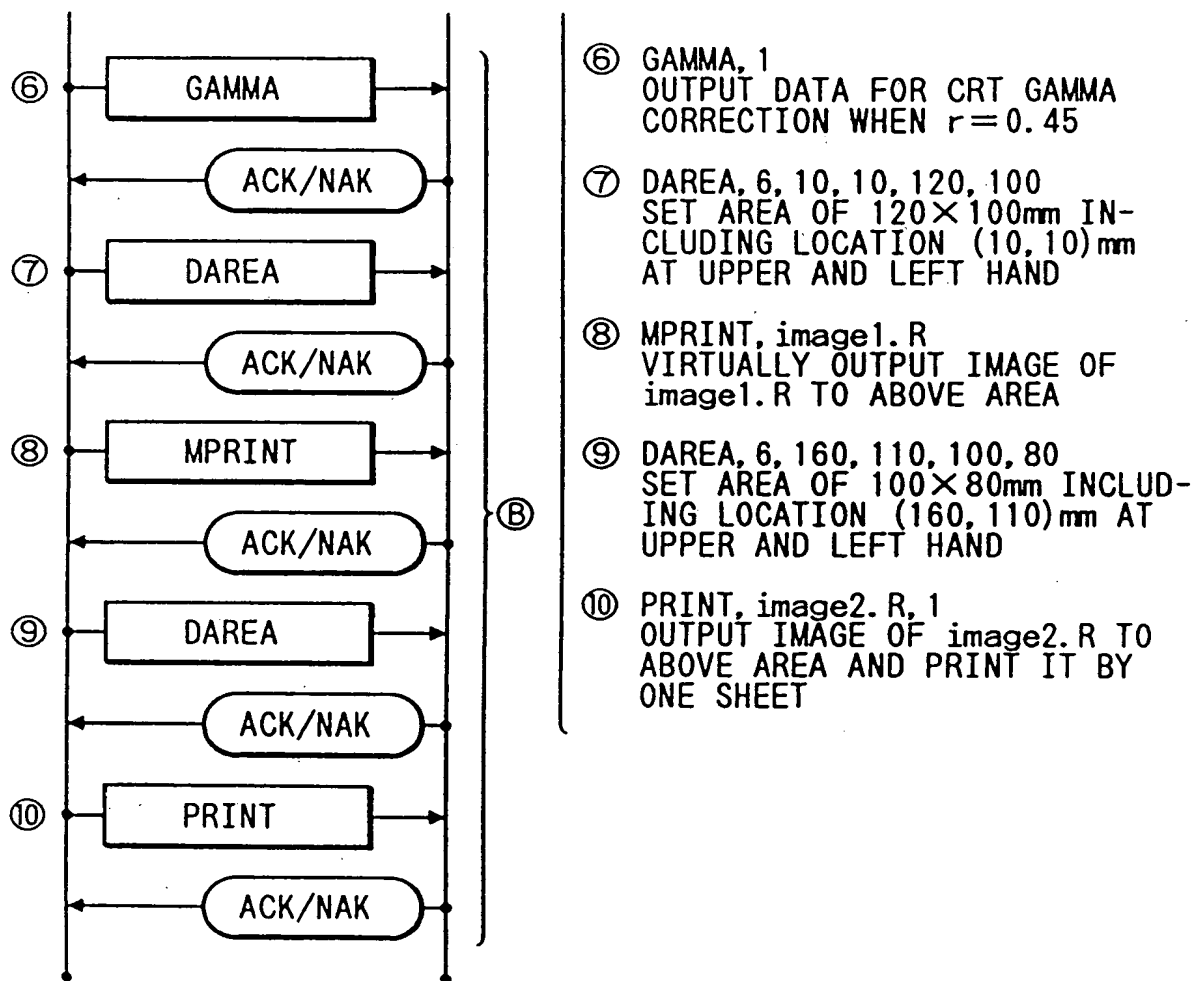 ⑥ GAMMA
ACK/NAK
⑦ DAREA
ACK/NAK
⑧ MPRINT
ACK/NAK
⑨ DAREA
ACK/NAK
⑩ PRINT
ACK/NAK
Ⓑ
⑥ GAMMA, 1
OUTPUT DATA FOR CRT GAMMA
CORRECTION WHEN r=0.45
⑦ DAREA, 6, 10, 10, 120, 100
SET AREA OF 120×100mm IN-
CLUDING LOCATION (10, 10)mm
AT UPPER AND LEFT HAND
⑧ MPRINT, image1.R
VIRTUALLY OUTPUT IMAGE OF
image1.R TO ABOVE AREA
⑨ DAREA, 6, 160, 110, 100, 80
SET AREA OF 100×80mm INCLUD-
ING LOCATION (160, 110)mm AT
UPPER AND LEFT HAND
⑩ PRINT, image2.R, 1
OUTPUT IMAGE OF image2.R TO
ABOVE AREA AND PRINT IT BY
ONE SHEET